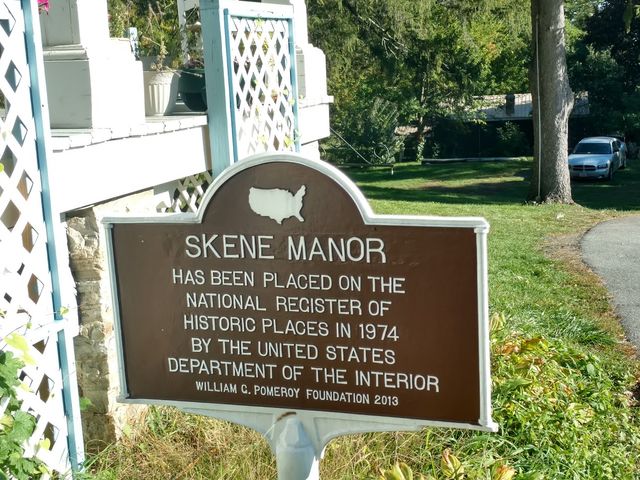 SKENE MANOR
HAS BEEN PLACED ON THE
NATIONAL REGISTER OF
HISTORIC PLACES IN 1974
BY THE UNITED STATES
DEPARTMENT OF THE INTERIOR
WILLIAM G. POMEROY FOUNDATION 2013